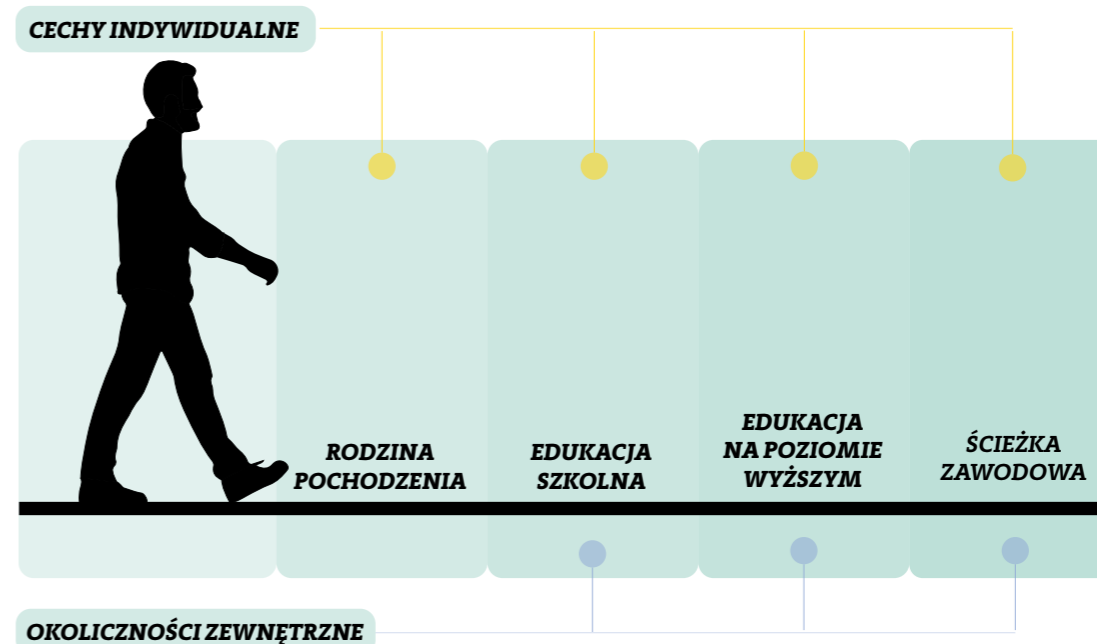 CECHY INDYWIDUALNE
RODZINA
POCHODZENIA
EDUKACJA
SZKOLNA
EDUKACJA
NA POZIOMIE
WYŻSZYM
ŚCIEŻKA
ZAWODOWA
OKOLICZNOŚCI ZEWNĘTRZNE